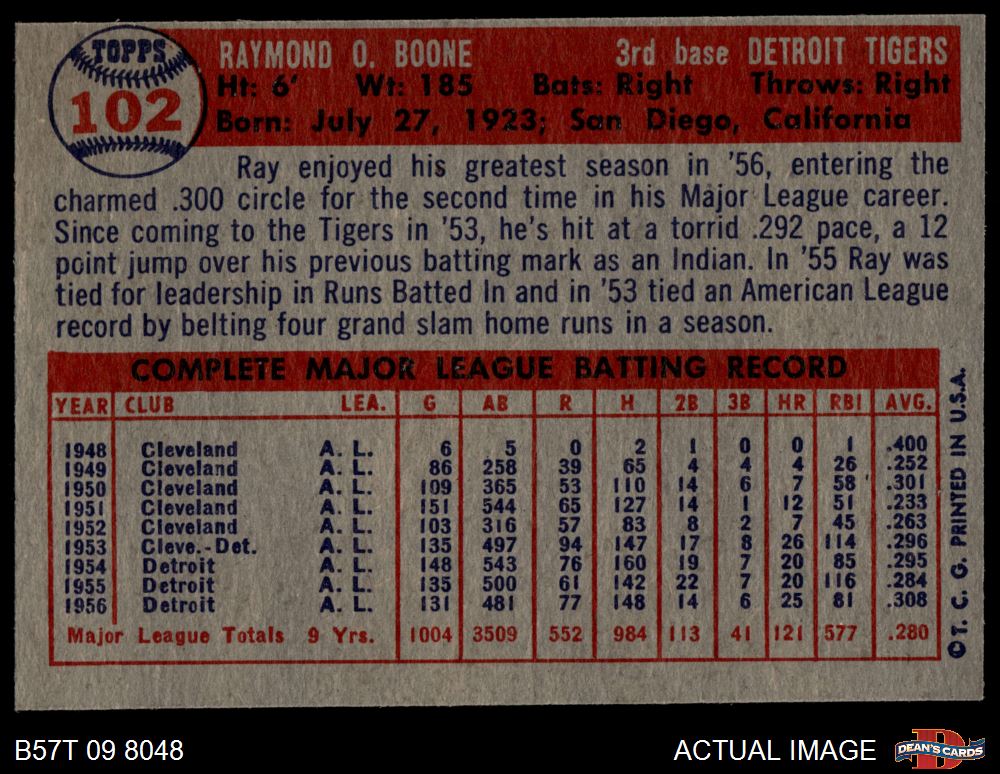 TOPPS
102
RAYMOND O. BOONE 3rd base DETROIT TIGERS
Ht: 6' Wt: 185 Bats: Right Throws: Right
Born: July 27, 1923; San Diego, California
Ray enjoyed his greatest season in '56, entering the
charmed .300 circle for the second time in his Major League career.
Since coming to the Tigers in '53, he's hit at a torrid .292 pace, a 12
point jump over his previous batting mark as an Indian. In '55 Ray was
tied for leadership in Runs Batted In and in '53 tied an American League
record by belting four grand slam home runs in a season.
COMPLETE MAJOR LEAGUE BATTING RECORD
YEAR CLUB LEA. G AB R H 2B 3B HR RBI AVG.
1948 Cleveland A. L. 6 5 0 2 1 0 0 1 .400
1949 Cleveland A. L. 86 258 39 65 4 4 4 26 .252
1950 Cleveland A. L. 109 365 53 110 14 6 7 58 .301
1951 Cleveland A. L. 151 544 65 127 14 1 12 51 .233
1952 Cleveland A. L. 103 316 57 83 8 2 7 45 .263
1953 Cleve.-Det. A. L. 135 497 94 147 17 8 26 114 .296
1954 Detroit A. L. 148 543 76 160 19 7 20 85 .295
1955 Detroit A. L. 135 500 61 142 22 7 20 116 .284
1956 Detroit A. L. 131 481 77 148 14 6 25 81 .308
Major League Totals 9 Yrs. 1004 3509 552 984 113 41 121 577 .280
©T. C. G. PRINTED IN U.S.A.
B57T 09 8048 ACTUAL IMAGE
DEAN'S CARDS